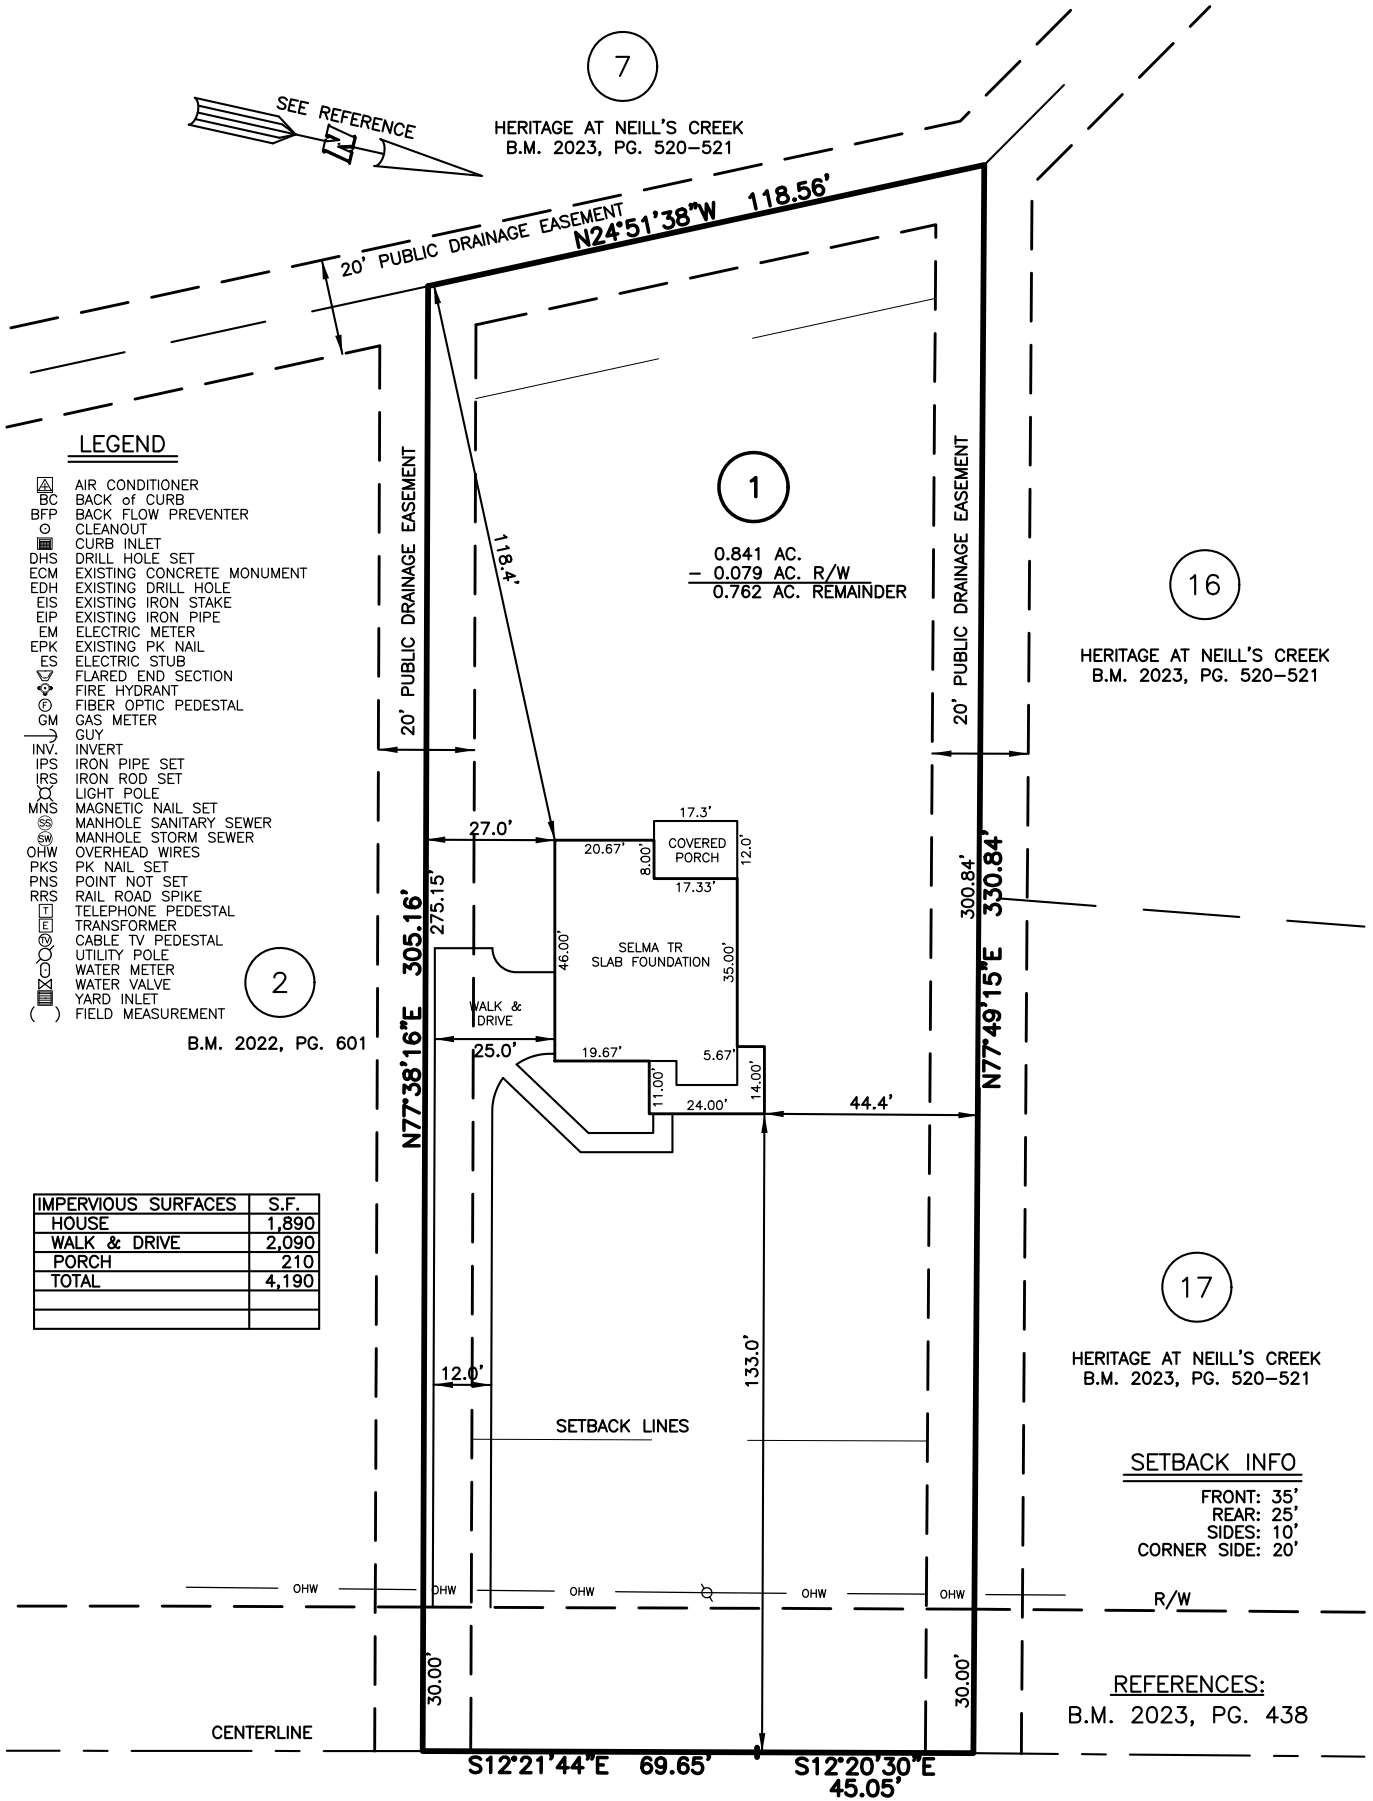 7
HERITAGE AT NEILL'S CREEK
B.M. 2023, PG. 520-521
SEE REFERENCE
N
20' PUBLIC DRAINAGE EASEMENT
N24°51'38"W 118.56'
LEGEND
AIR CONDITIONER
BC BACK of CURB
BFP BACK FLOW PREVENTER
CLEANOUT
CURB INLET
DHS DRILL HOLE SET
ECM EXISTING CONCRETE MONUMENT
EDH EXISTING DRILL HOLE
EIS EXISTING IRON STAKE
EIP EXISTING IRON PIPE
EM ELECTRIC METER
EPK EXISTING PK NAIL
ES ELECTRIC STUB
FLARED END SECTION
FIRE HYDRANT
F FIBER OPTIC PEDESTAL
GM GAS METER
GUY
INV. INVERT
IPS IRON PIPE SET
IRS IRON ROD SET
LIGHT POLE
MNS MAGNETIC NAIL SET
SS MANHOLE SANITARY SEWER
SW MANHOLE STORM SEWER
OHW OVERHEAD WIRES
PKS PK NAIL SET
PNS POINT NOT SET
RRS RAIL ROAD SPIKE
T TELEPHONE PEDESTAL
E TRANSFORMER
TV CABLE TV PEDESTAL
UTILITY POLE
WATER METER
WATER VALVE
YARD INLET
( ) FIELD MEASUREMENT
20' PUBLIC DRAINAGE EASEMENT
118.4'
1
0.841 AC.
- 0.079 AC. R/W
0.762 AC. REMAINDER
20' PUBLIC DRAINAGE EASEMENT
16
HERITAGE AT NEILL'S CREEK
B.M. 2023, PG. 520-521
27.0'
20.67'
8.00'
17.3'
COVERED
PORCH
12.0'
17.33'
46.00'
SELMA TR
SLAB FOUNDATION
35.00'
N77°38'16"E 305.16'
275.15'
300.84'
N77°49'15"E 330.84'
2
B.M. 2022, PG. 601
WALK &
DRIVE
25.0'
19.67'
5.67'
11.00'
24.00'
14.00'
44.4'
IMPERVIOUS SURFACES S.F.
HOUSE 1,890
WALK & DRIVE 2,090
PORCH 210
TOTAL 4,190
12.0'
133.0'
17
HERITAGE AT NEILL'S CREEK
B.M. 2023, PG. 520-521
SETBACK LINES
SETBACK INFO
FRONT: 35'
REAR: 25'
SIDES: 10'
CORNER SIDE: 20'
OHW OHW OHW OHW OHW
R/W
30.00'
30.00'
REFERENCES:
B.M. 2023, PG. 438
CENTERLINE
S12°21'44"E 69.65'
S12°20'30"E
45.05'